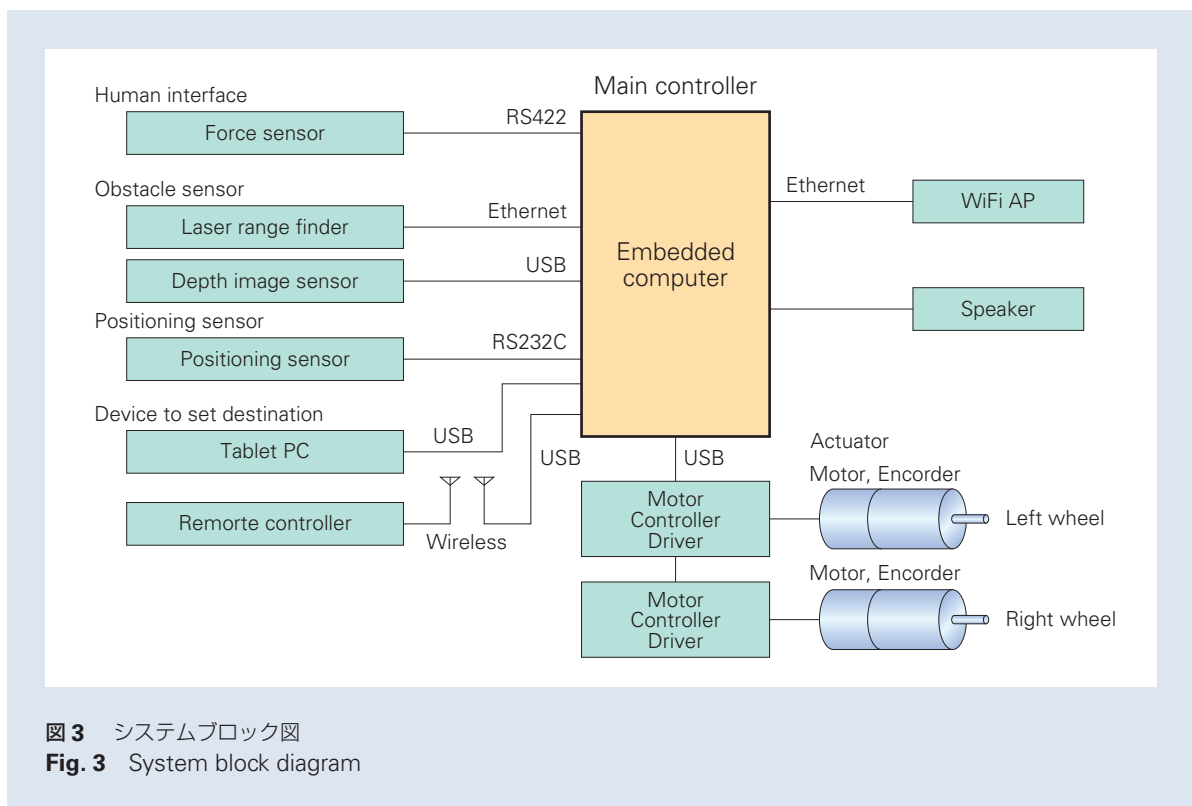 Main controller
Human interface
Force sensor
RS422
Obstacle sensor
Laser range finder
Ethernet
Depth image sensor
USB
Positioning sensor
Positioning sensor
RS232C
Device to set destination
Tablet PC
USB
Remorte controller
Wireless
USB
Embedded
computer
Ethernet
WiFi AP
Speaker
USB
Motor
Controller
Driver
Actuator
Motor, Encorder
Left wheel
Motor
Controller
Driver
Motor, Encorder
Right wheel
図3 システムブロック図
Fig. 3 System block diagram